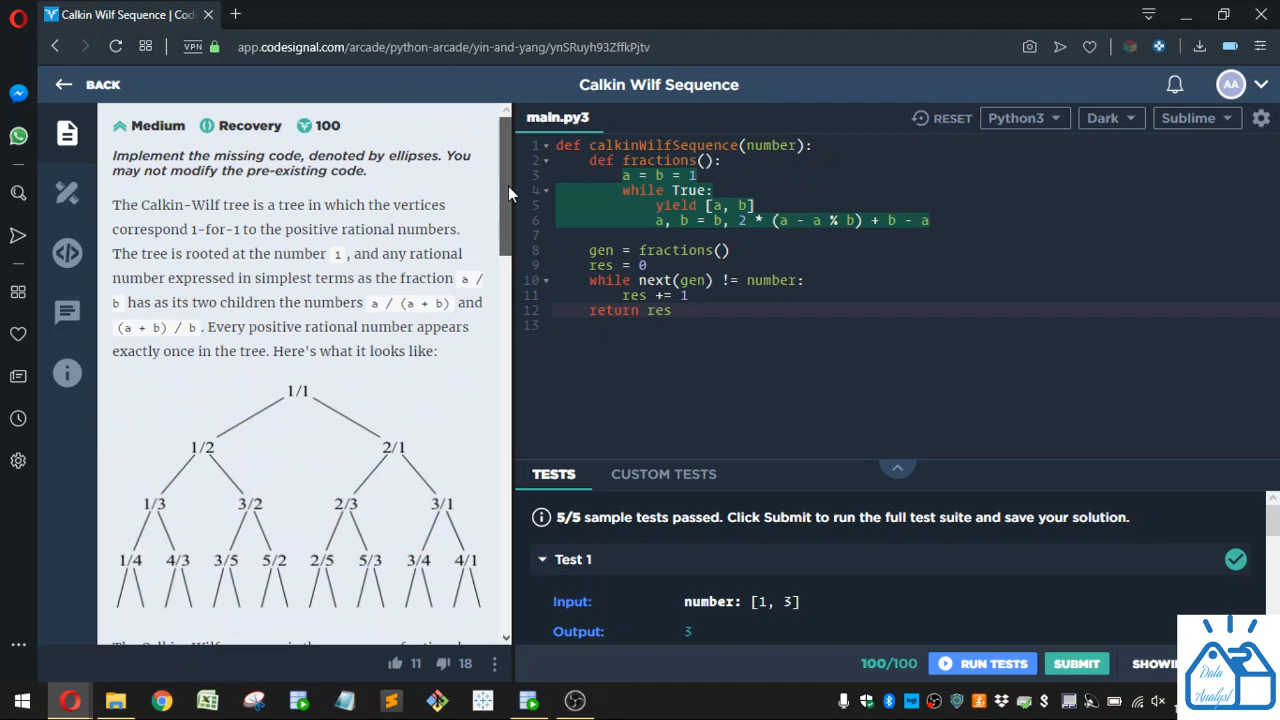 Calkin Wilf Sequence | Cod
VPN
app.codesignal.com/arcade/python-arcade/yin-and-yang/ynSRuyh93ZffkPjtv
BACK
Calkin Wilf Sequence
AA
Medium Recovery 100
Implement the missing code, denoted by ellipses. You
may not modify the pre-existing code.
The Calkin-Wilf tree is a tree in which the vertices
correspond 1-for-1 to the positive rational numbers.
The tree is rooted at the number 1, and any rational
number expressed in simplest terms as the fraction a /
b has as its two children the numbers a / (a + b) and
(a + b) / b. Every positive rational number appears
exactly once in the tree. Here's what it looks like:
1/1
1/2 2/1
1/3 3/2 2/3 3/1
1/4 4/3 3/5 5/2 2/5 5/3 3/4 4/1
11 18
main.py3
RESET Python3 Dark Sublime
1 def calkinWilfSequence(number):
2 def fractions():
3 a = b = 1
4 while True:
5 yield [a, b]
6 a, b = b, 2 * (a - a % b) + b - a
7
8 gen = fractions()
9 res = 0
10 while next(gen) != number:
11 res += 1
12 return res
13
TESTS CUSTOM TESTS
5/5 sample tests passed. Click Submit to run the full test suite and save your solution.
Test 1
Input: number: [1, 3]
Output: 3
100/100 RUN TESTS SUBMIT SHOWI
Data
Analyst